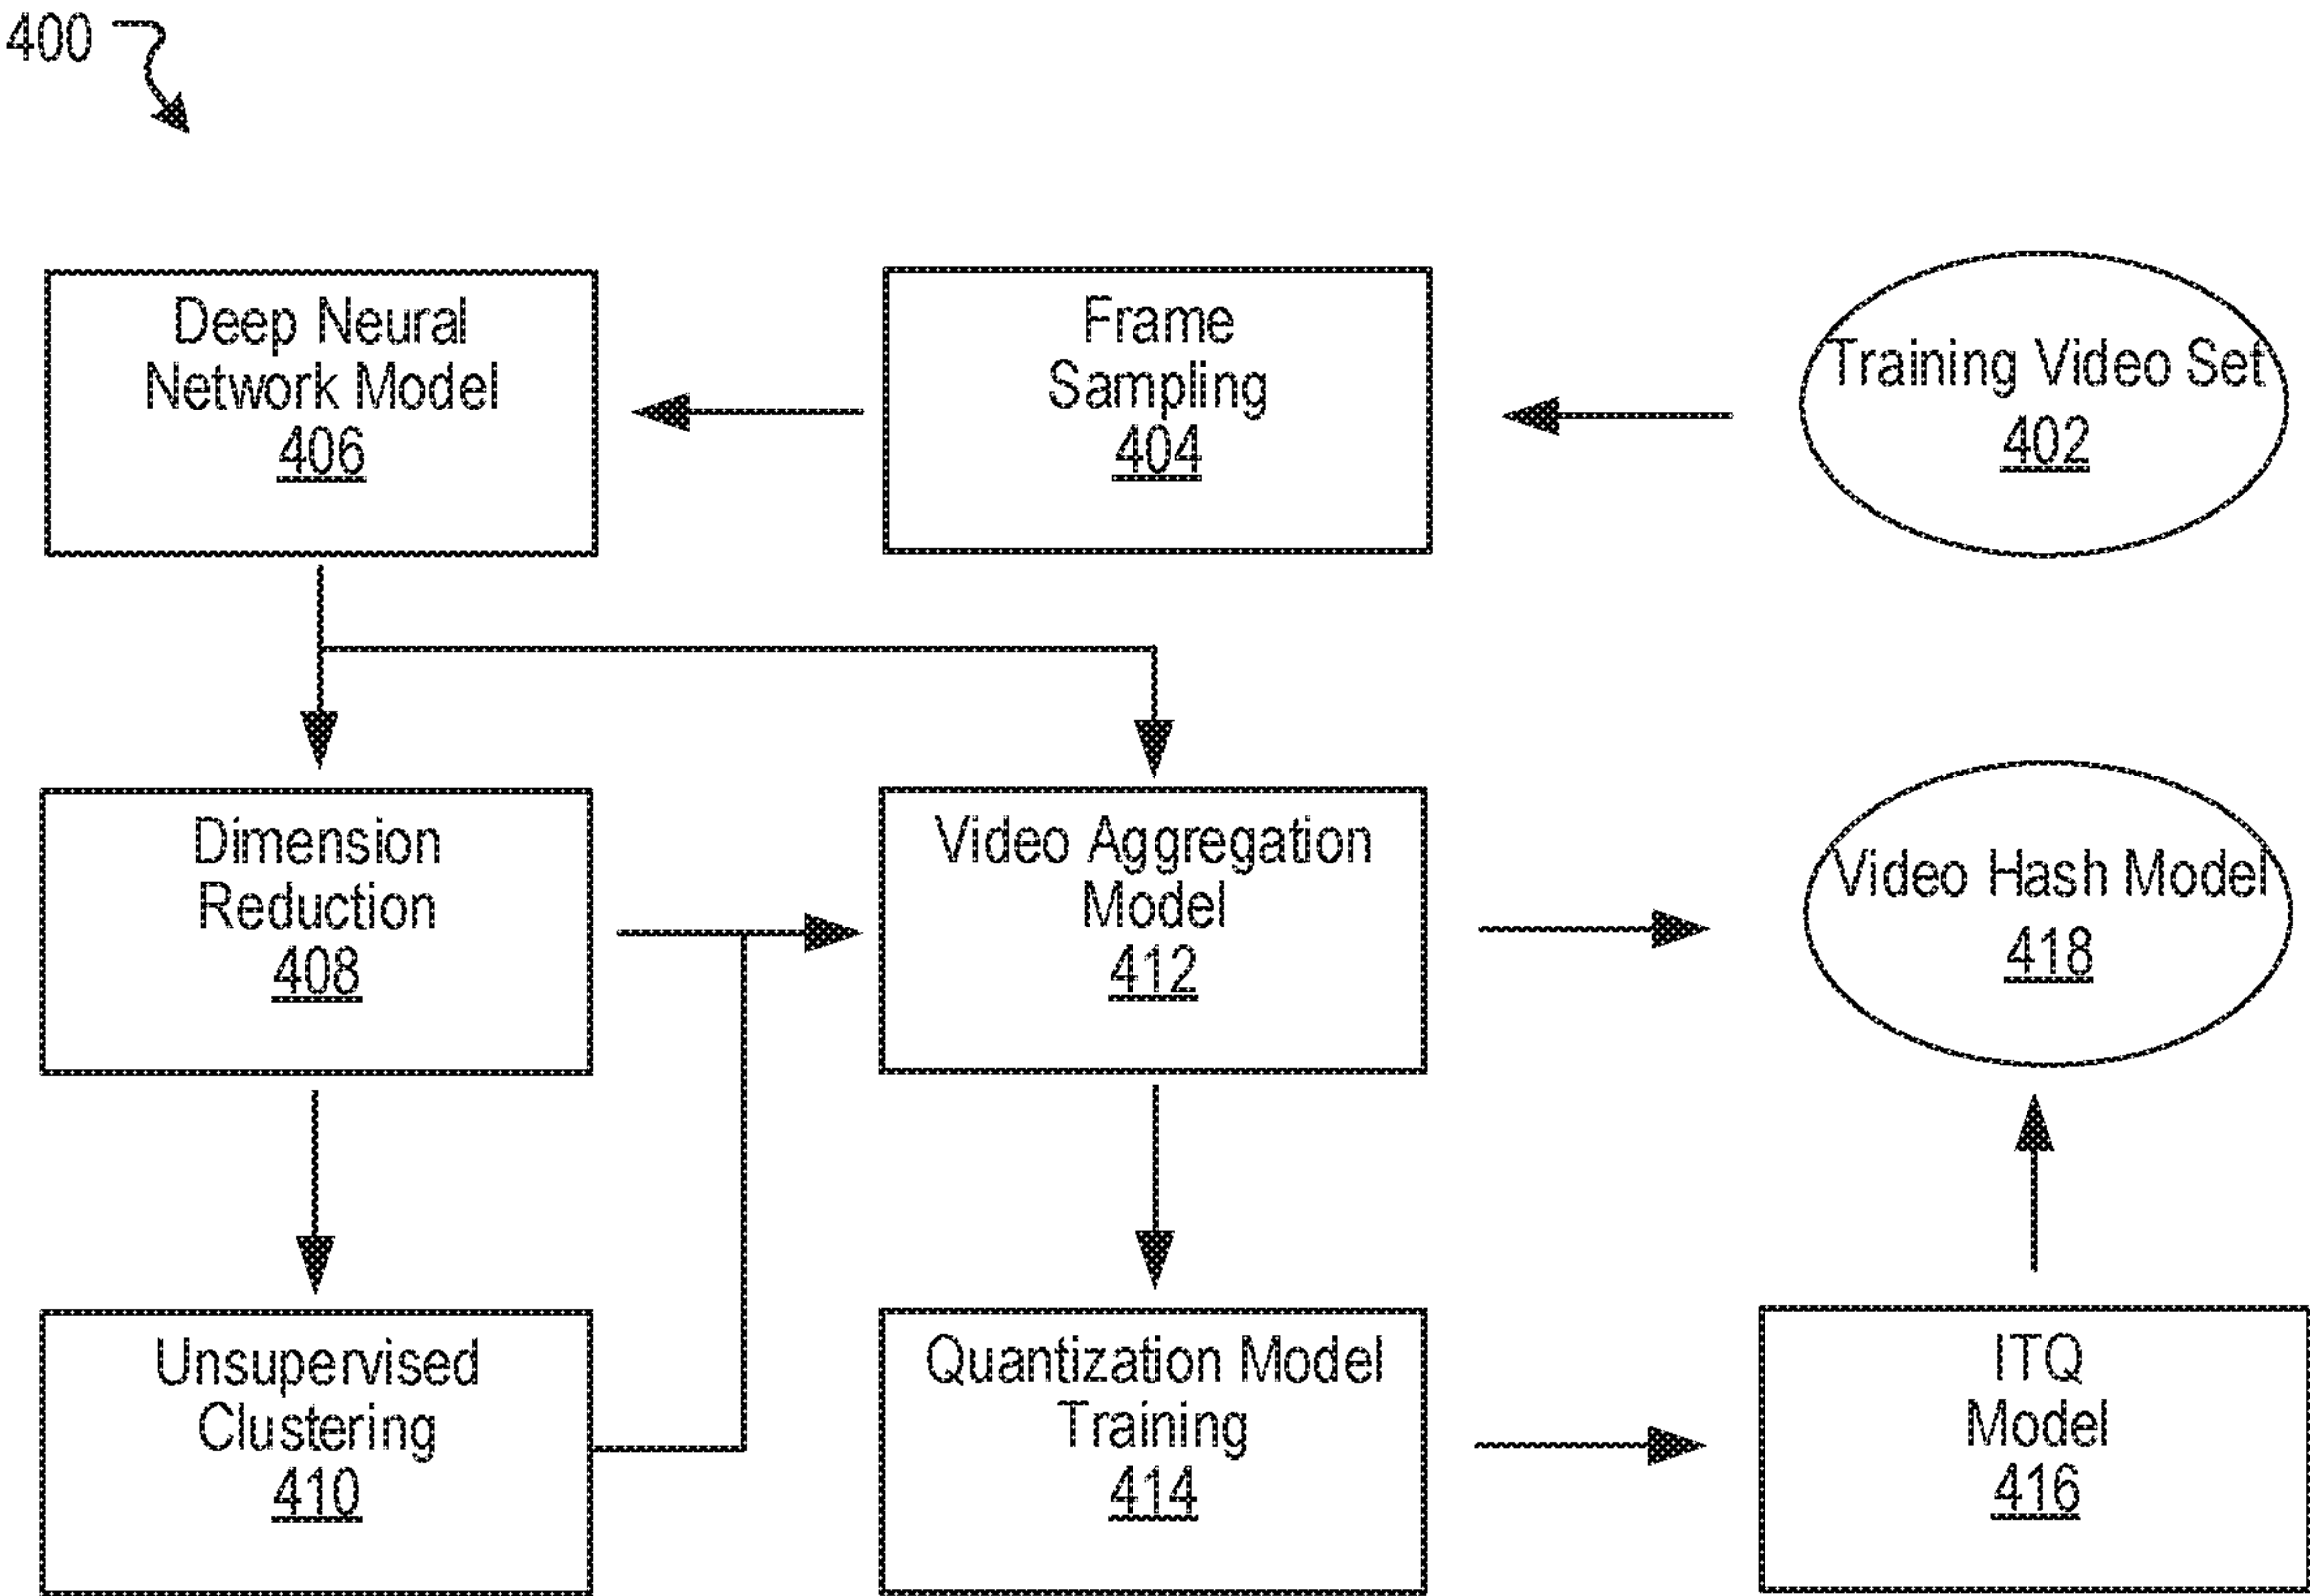 400
Deep Neural
Network Model
406
Frame
Sampling
404
Training Video Set
402
Dimension
Reduction
408
Video Aggregation
Model
412
Video Hash Model
418
Unsupervised
Clustering
410
Quantization Model
Training
414
ITQ
Model
416